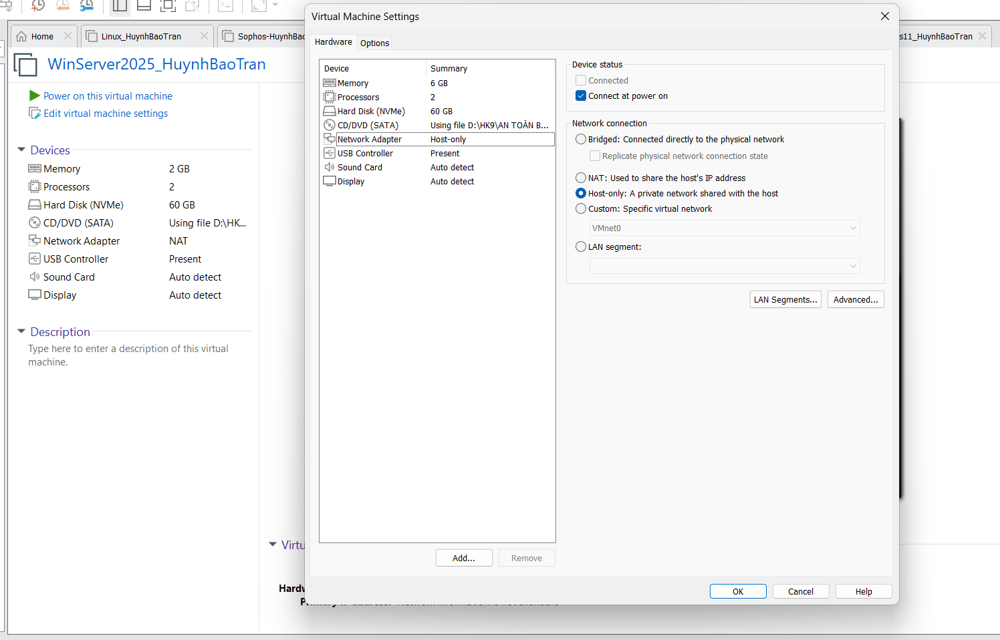 Home
Linux_HuynhBaoTran
Sophos-HuynhBao
s11_HuynhBaoTran
WinServer2025_HuynhBaoTran
Power on this virtual machine
Edit virtual machine settings
Devices
Memory 2 GB
Processors 2
Hard Disk (NVMe) 60 GB
CD/DVD (SATA) Using file D:\HK...
Network Adapter NAT
USB Controller Present
Sound Card Auto detect
Display Auto detect
Description
Type here to enter a description of this virtual
machine.
Virtu
Hardw
Virtual Machine Settings
Hardware Options
Device Summary
Memory 6 GB
Processors 2
Hard Disk (NVMe) 60 GB
CD/DVD (SATA) Using file D:\HK9\AN TOÀN B...
Network Adapter Host-only
USB Controller Present
Sound Card Auto detect
Display Auto detect
Add... Remove
Device status
Connected
Connect at power on
Network connection
Bridged: Connected directly to the physical network
Replicate physical network connection state
NAT: Used to share the host's IP address
Host-only: A private network shared with the host
Custom: Specific virtual network
VMnet0
LAN segment:
LAN Segments... Advanced...
OK Cancel Help